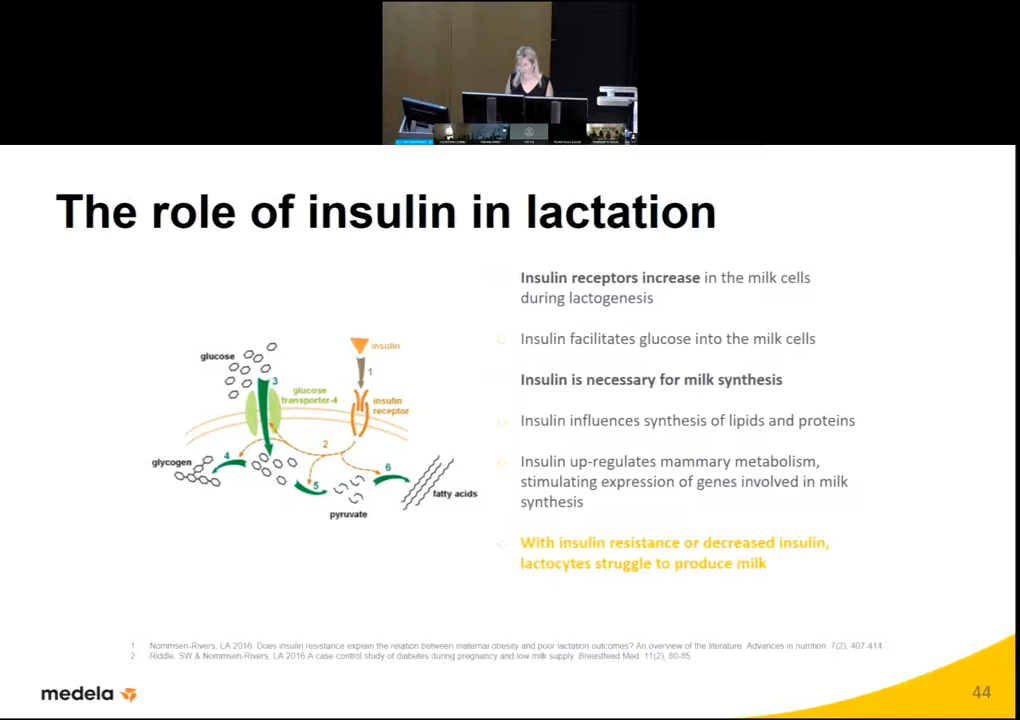 The role of insulin in lactation
Insulin receptors increase in the milk cells
during lactogenesis
Insulin facilitates glucose into the milk cells
Insulin is necessary for milk synthesis
Insulin influences synthesis of lipids and proteins
Insulin up-regulates mammary metabolism,
stimulating expression of genes involved in milk
synthesis
With insulin resistance or decreased insulin,
lactocytes struggle to produce milk
glucose
insulin
3
1
glucose
transporter-4
insulin
receptor
2
glycogen
4
5
6
fatty acids
pyruvate
1 Nommsen-Rivers, LA 2016. Does insulin resistance explain the relation between maternal obesity and poor lactation outcomes? An overview of the literature. Advances in nutrition. 7(2), 407-414
2 Riddle, SW & Nommsen-Rivers, LA 2016 A case control study of diabetes during pregnancy and low milk supply. Breastfeed Med. 11(2), 80-85
medela
44